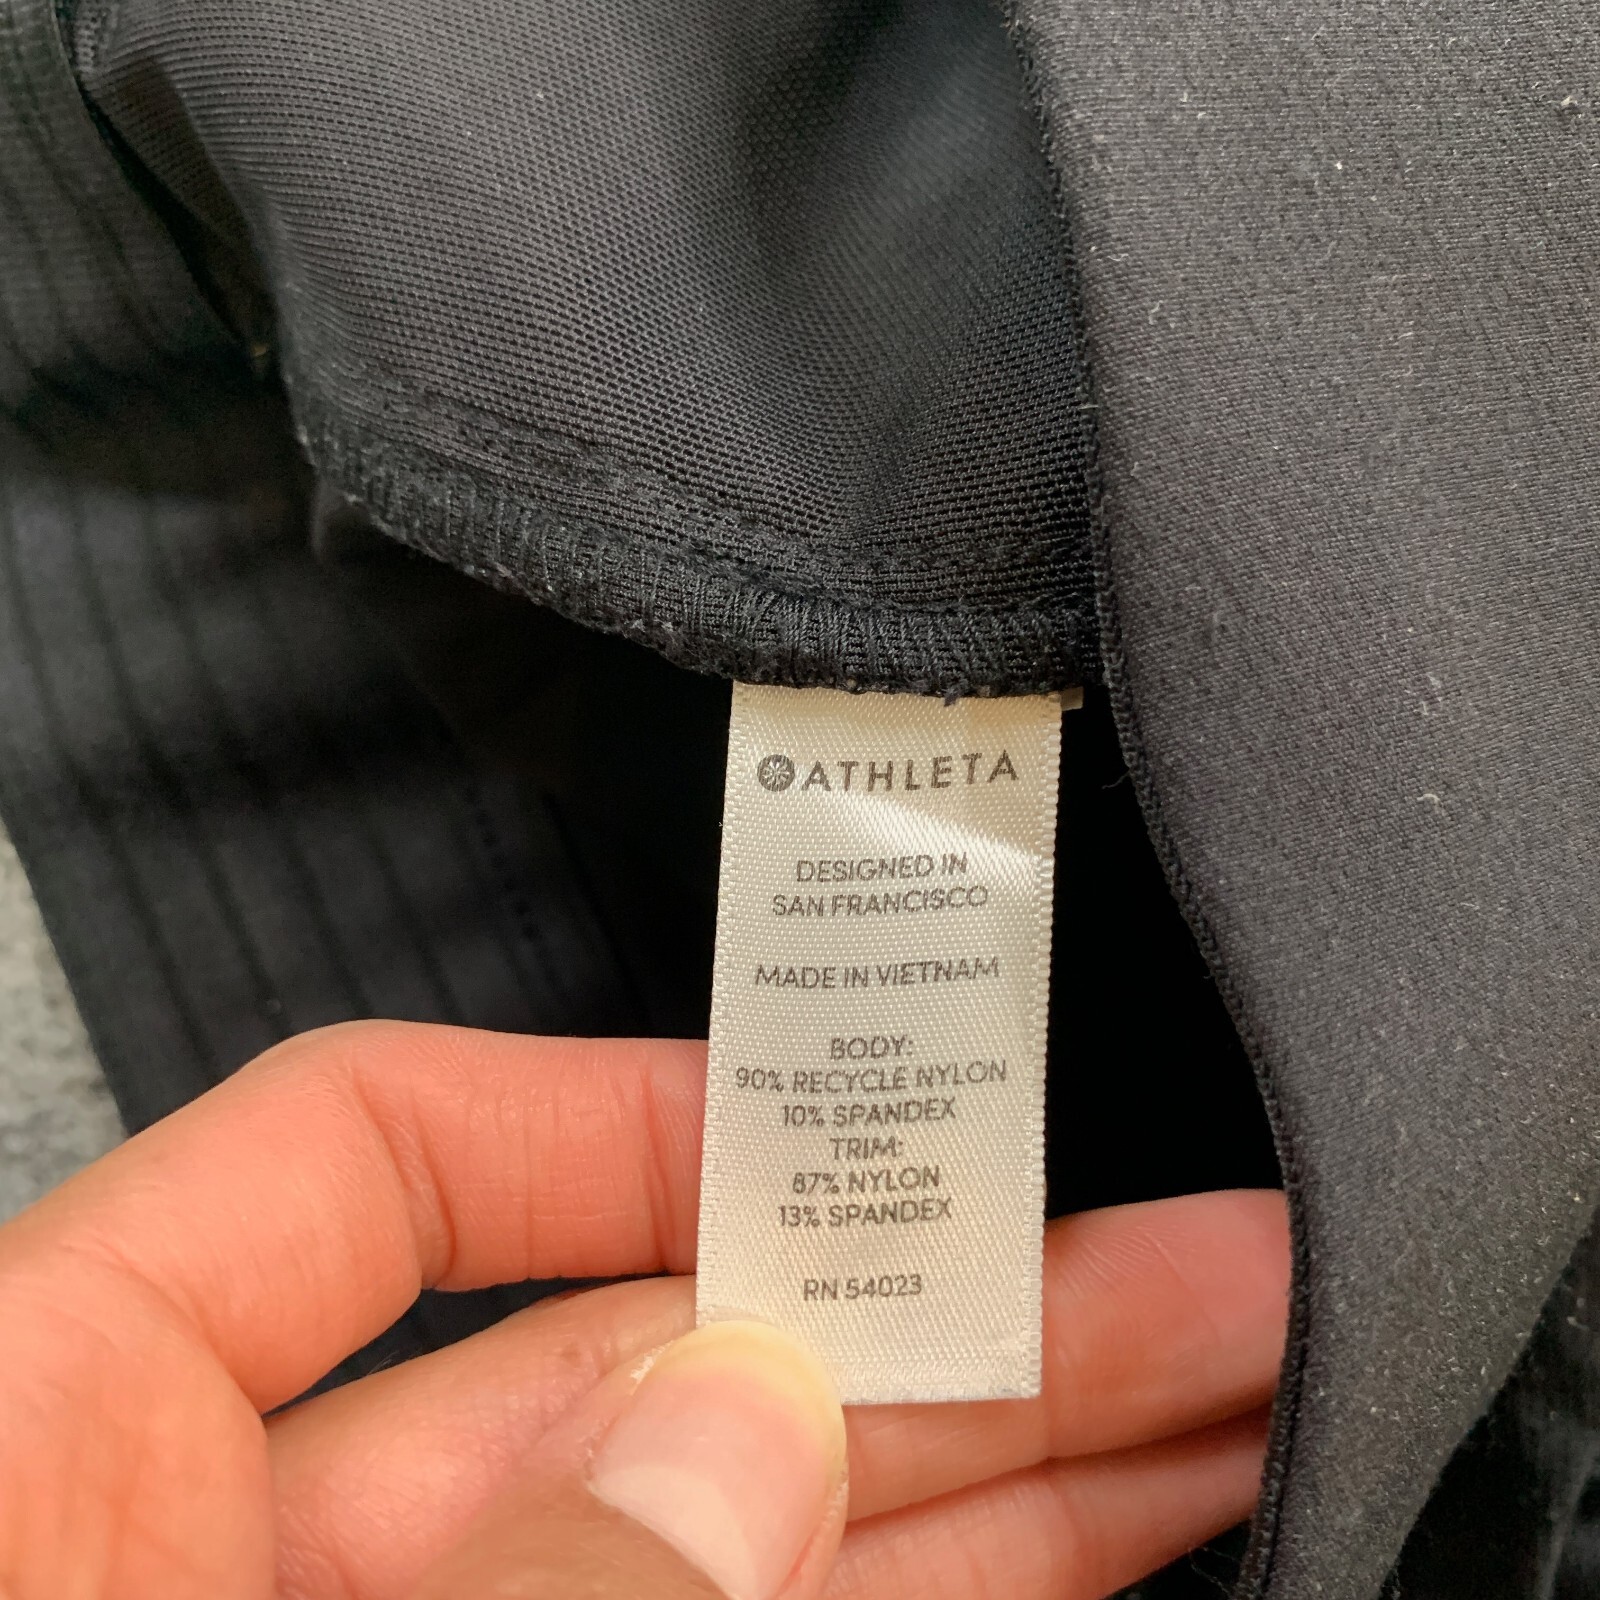 ATHLETA
DESIGNED IN
SAN FRANCISCO
MADE IN VIETNAM
BODY:
90% RECYCLE NYLON
10% SPANDEX
TRIM:
87% NYLON
13% SPANDEX
RN 54023